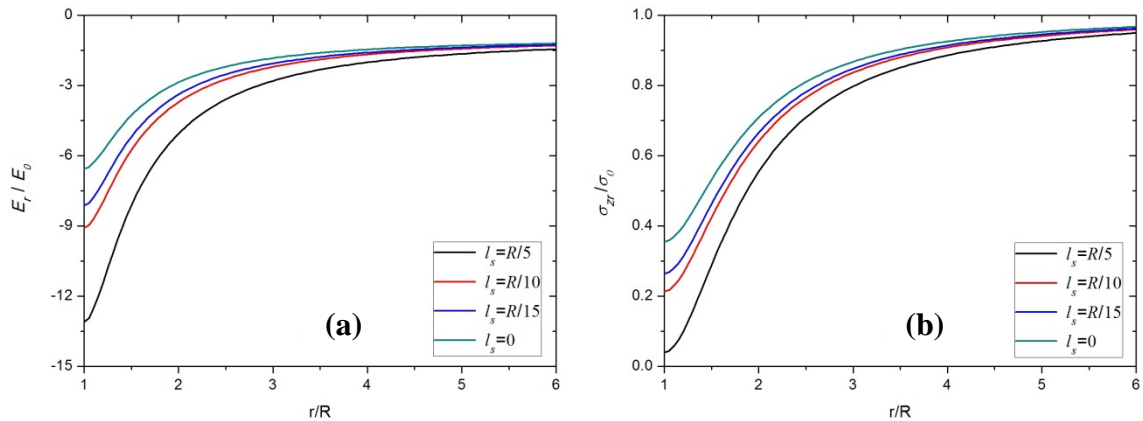 0
-3
-6
-9
-12
-15
E_r / E_0
1 2 3 4 5 6
r/R
(a)
l_s=R/5
l_s=R/10
l_s=R/15
l_s=0
1.0
0.8
0.6
0.4
0.2
0.0
σ_zr/σ_0
1 2 3 4 5 6
r/R
(b)
l_s=R/5
l_s=R/10
l_s=R/15
l_s=0